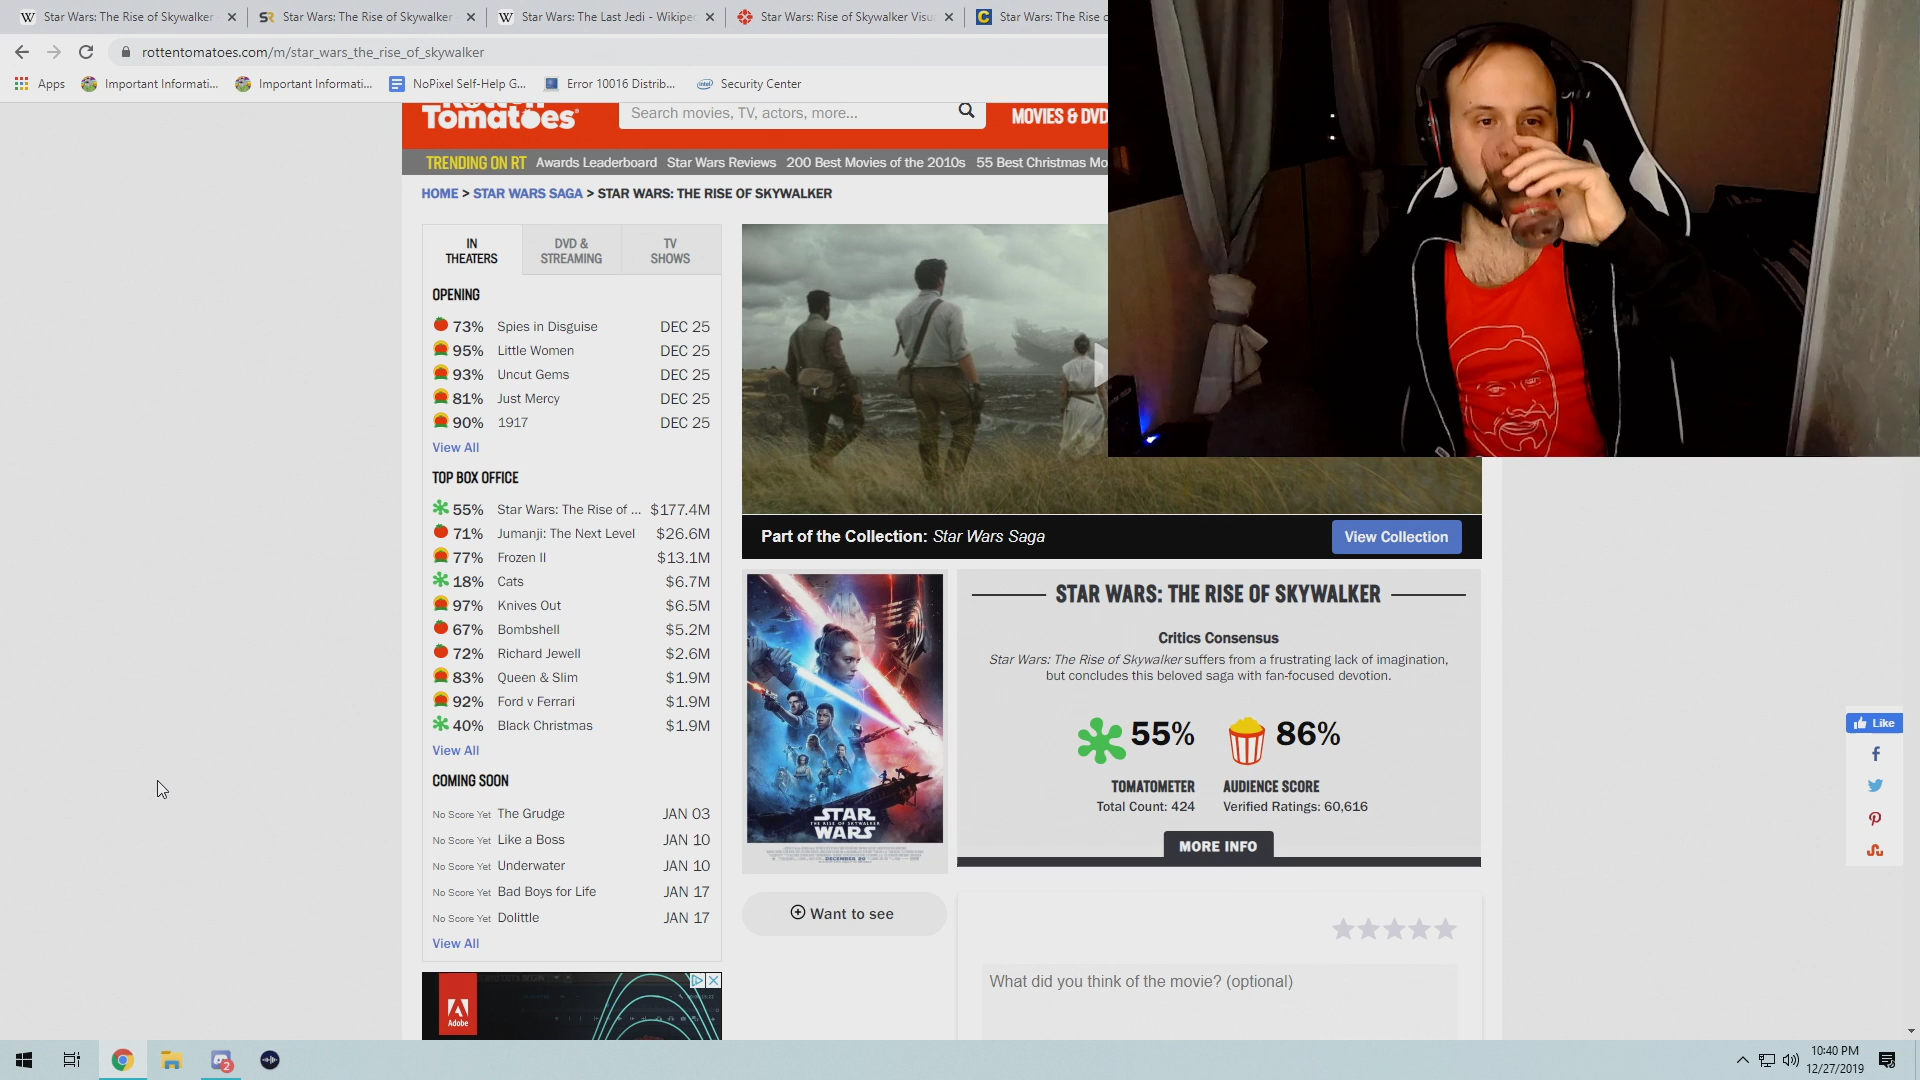 Star Wars: The Rise of Skywalker
Star Wars: The Rise of Skywalker
Star Wars: The Last Jedi - Wikipe
Star Wars: Rise of Skywalker Visu
Star Wars: The Rise o
rottentomatoes.com/m/star_wars_the_rise_of_skywalker
Apps
Important Informati...
Important Informati...
NoPixel Self-Help G...
Error 10016 Distrib...
Security Center
Rotten
Tomatoes
Search movies, TV, actors, more...
MOVIES & DVD
TRENDING ON RT
Awards Leaderboard
Star Wars Reviews
200 Best Movies of the 2010s
55 Best Christmas Mo
HOME > STAR WARS SAGA > STAR WARS: THE RISE OF SKYWALKER
IN
THEATERS
DVD &
STREAMING
TV
SHOWS
OPENING
73% Spies in Disguise DEC 25
95% Little Women DEC 25
93% Uncut Gems DEC 25
81% Just Mercy DEC 25
90% 1917 DEC 25
View All
TOP BOX OFFICE
55% Star Wars: The Rise of ... $177.4M
71% Jumanji: The Next Level $26.6M
77% Frozen II $13.1M
18% Cats $6.7M
97% Knives Out $6.5M
67% Bombshell $5.2M
72% Richard Jewell $2.6M
83% Queen & Slim $1.9M
92% Ford v Ferrari $1.9M
40% Black Christmas $1.9M
View All
COMING SOON
No Score Yet The Grudge JAN 03
No Score Yet Like a Boss JAN 10
No Score Yet Underwater JAN 10
No Score Yet Bad Boys for Life JAN 17
No Score Yet Dolittle JAN 17
View All
Adobe
Part of the Collection: Star Wars Saga
View Collection
STAR
THE RISE OF SKYWALKER
WARS
DECEMBER 20
Want to see
STAR WARS: THE RISE OF SKYWALKER
Critics Consensus
Star Wars: The Rise of Skywalker suffers from a frustrating lack of imagination,
but concludes this beloved saga with fan-focused devotion.
55%
86%
TOMATOMETER
AUDIENCE SCORE
Total Count: 424
Verified Ratings: 60,616
MORE INFO
What did you think of the movie? (optional)
Like
2
10:40 PM
12/27/2019